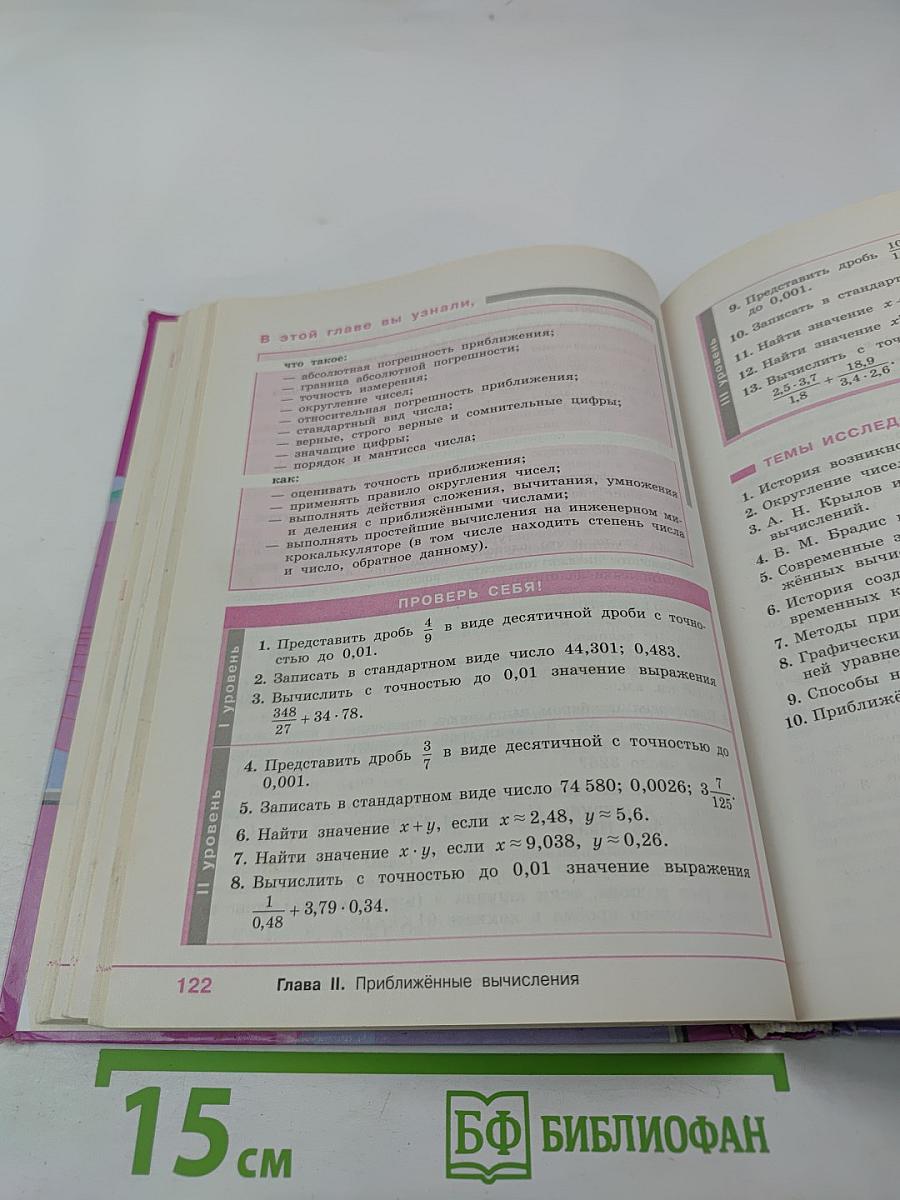 В этой главе вы узнали,
что такое:
— абсолютная погрешность приближения;
— граница абсолютной погрешности;
— точность измерения;
— округление чисел;
— относительная погрешность приближения;
— стандартный вид числа;
— верные, строго верные и сомнительные цифры;
— значащие цифры;
— порядок и мантисса числа;
как:
— оценивать точность приближения;
— применять правило округления чисел;
— выполнять действия сложения, вычитания, умножения
и деления с приближёнными числами;
— выполнять простейшие вычисления на инженерном ми-
крокалькуляторе (в том числе находить степень числа
и число, обратное данному).
ПРОВЕРЬ СЕБЯ!
I уровень
1. Представить дробь 4/9 в виде десятичной дроби с точно-
стью до 0,01.
2. Записать в стандартном виде число 44,301; 0,483.
3. Вычислить с точностью до 0,01 значение выражения
348/27 + 34 · 78.
II уровень
4. Представить дробь 3/7 в виде десятичной с точностью до
0,001.
5. Записать в стандартном виде число 74 580; 0,0026; 3 7/125.
6. Найти значение x + y, если x ≈ 2,48, y ≈ 5,6.
7. Найти значение x · y, если x ≈ 9,038, y ≈ 0,26.
8. Вычислить с точностью до 0,01 значение выражения
1/0,48 + 3,79 · 0,34.
122 Глава II. Приближённые вычисления
III уровень
9. Представить дробь
до 0,001.
10. Записать в стандарт
11. Найти значение x
12. Найти значение x
13. Вычислить с точ
2,5 · 3,7/1,8 + 18,9/3,4 · 2,6.
ТЕМЫ ИССЛЕД
1. История возникно
2. Округление чисел
3. А. Н. Крылов и
вычислений.
4. В. М. Брадис
5. Современные
жённых вычис
6. История созд
временных к
7. Методы при
8. Графически
ней уравне
9. Способы н
10. Приближё
15 см
БФ БИБЛИОФАН